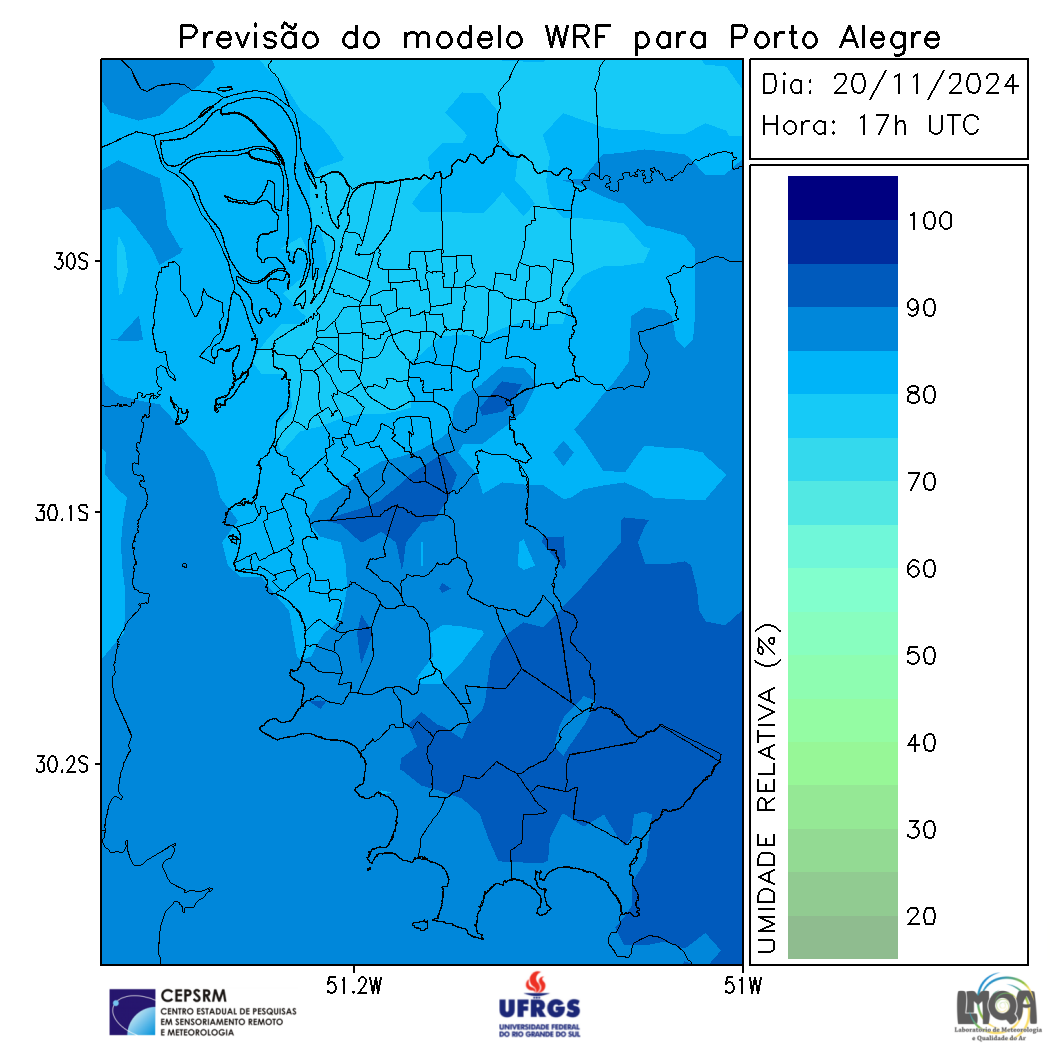 Previsão do modelo WRF para Porto Alegre
Dia: 20/11/2024
Hora: 17h UTC
100
90
80
70
60
50
40
30
20
UMIDADE RELATIVA (%)
30S
30.1S
30.2S
51.2W
51W
CEPSRM
CENTRO ESTADUAL DE PESQUISAS
EM SENSORIAMENTO REMOTO
E METEOROLOGIA
UFRGS
UNIVERSIDADE FEDERAL
DO RIO GRANDE DO SUL
LMQA
Laboratório de Meteorologia
e Qualidade do Ar